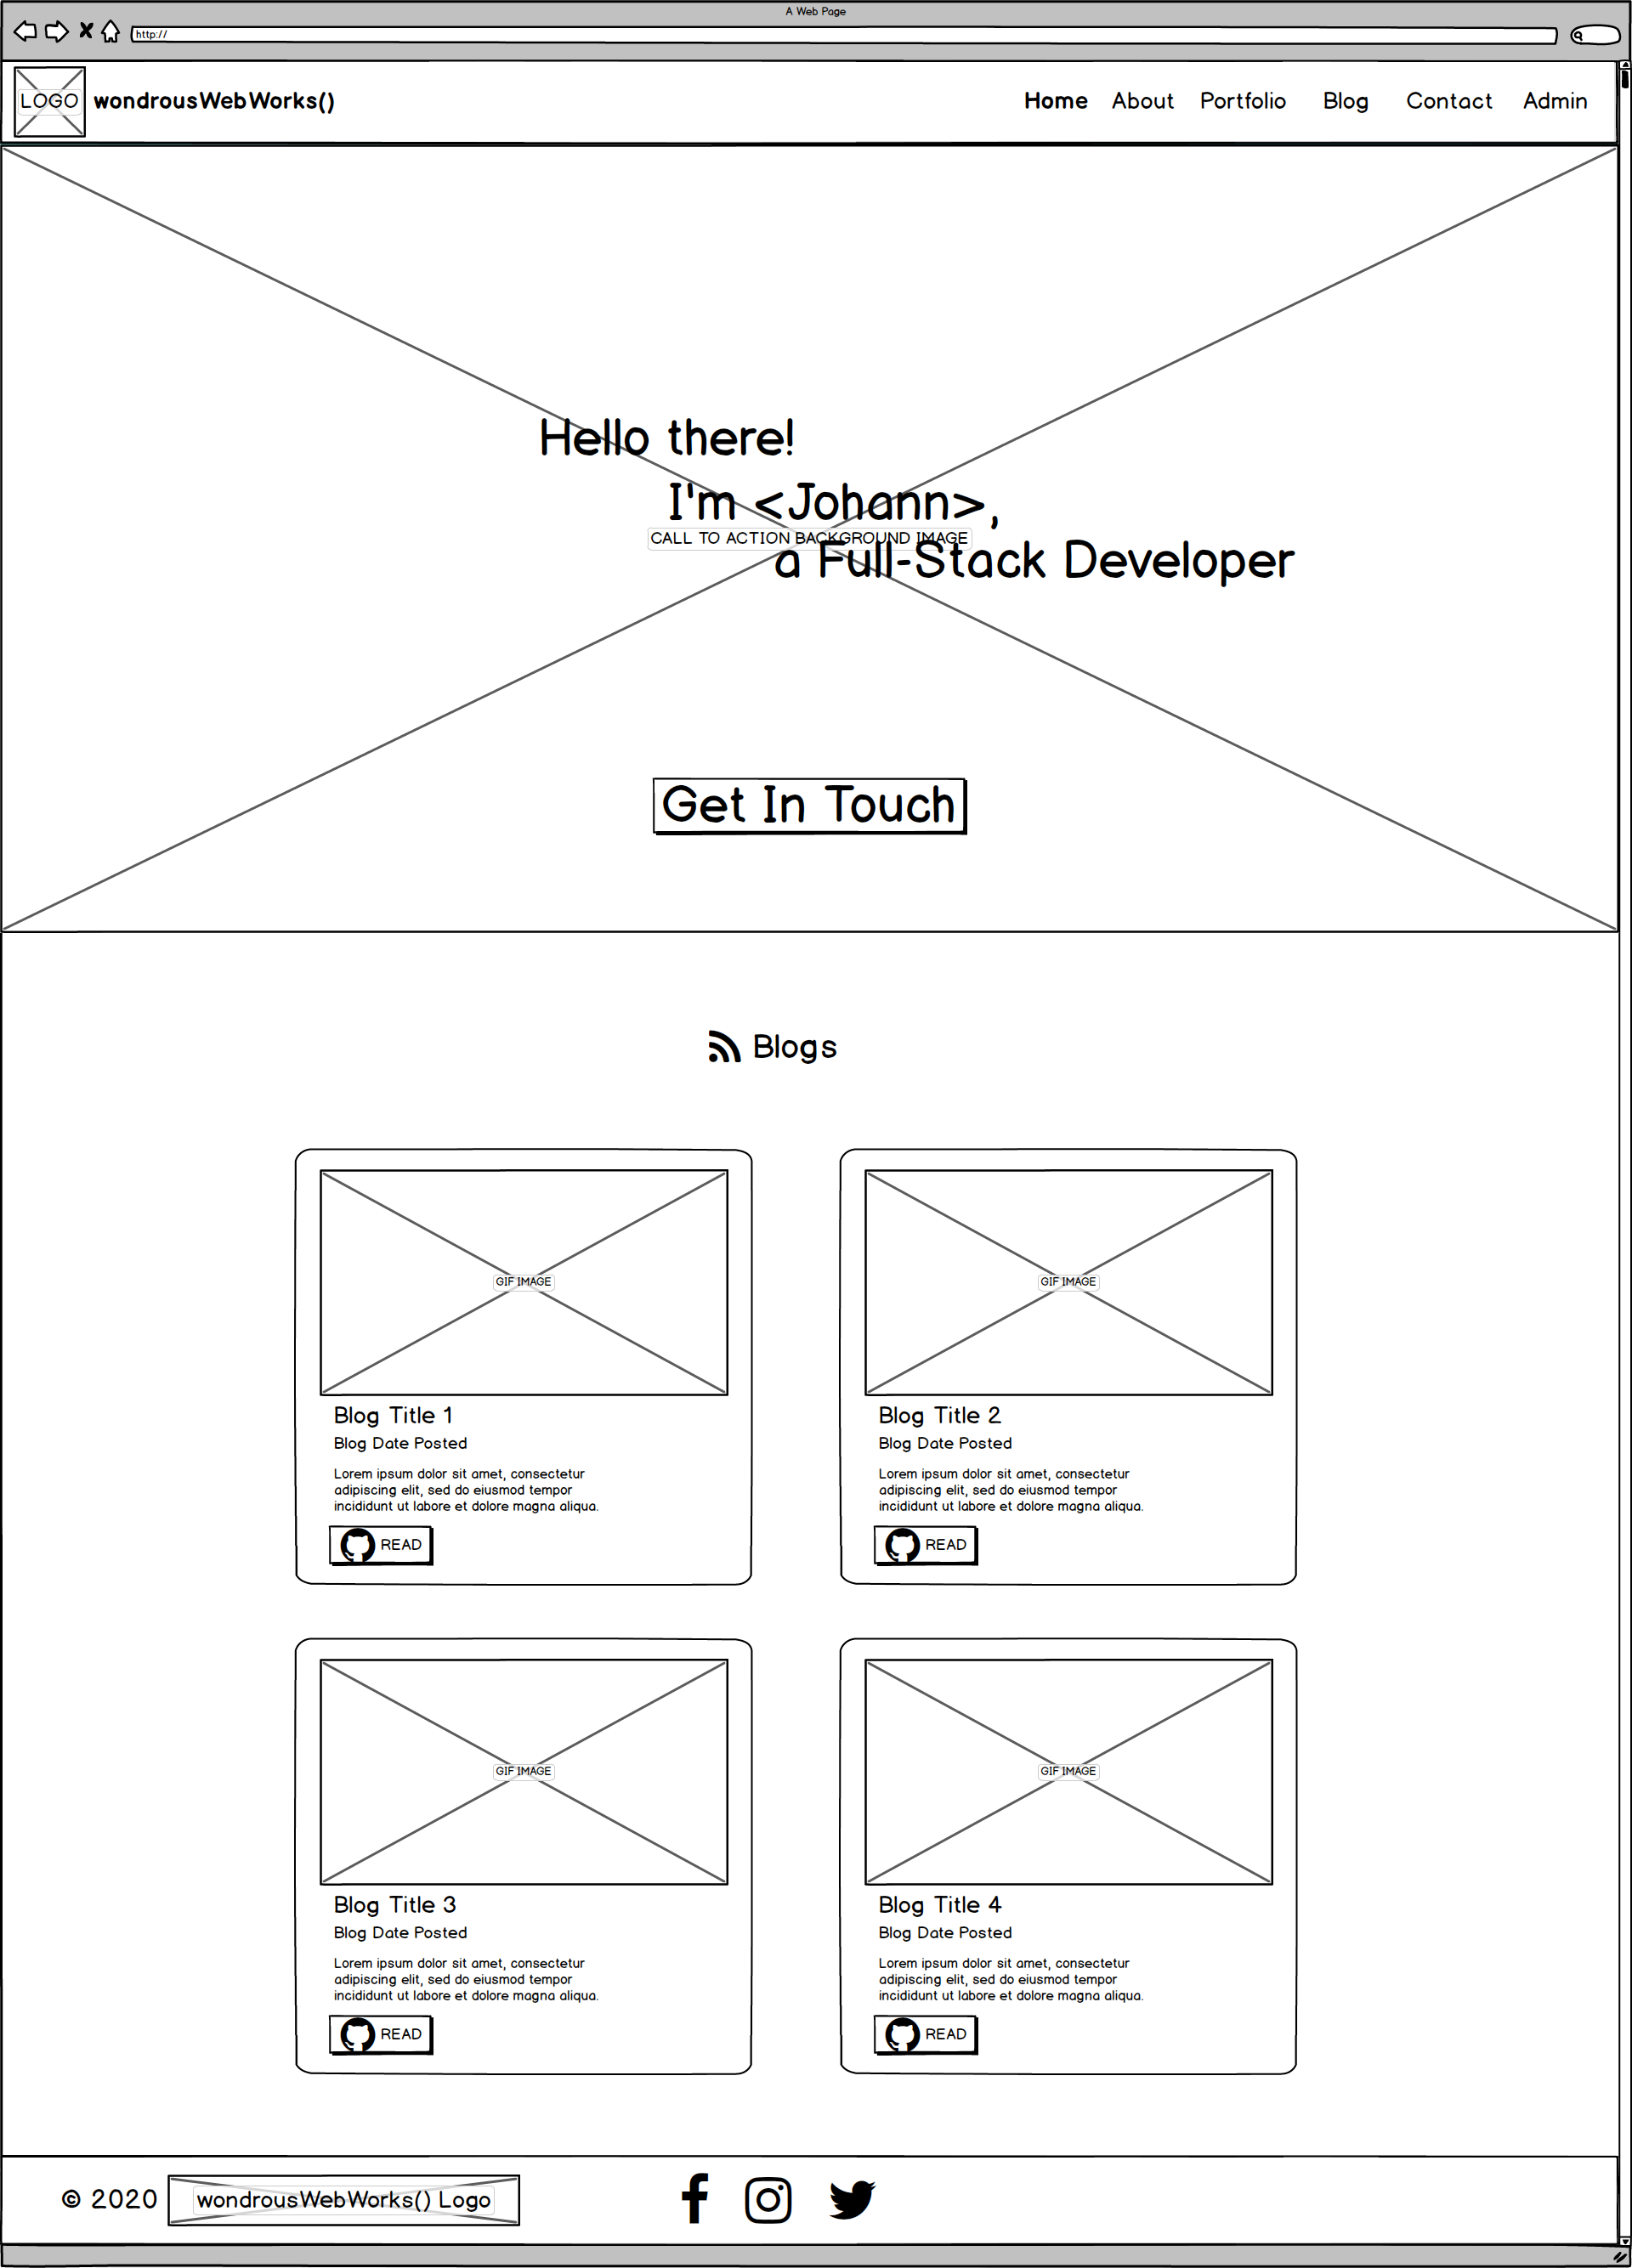 A Web Page
http://
LOGO wondrousWebWorks() Home About Portfolio Blog Contact Admin
Hello there!
I'm <Johann>,
CALL TO ACTION BACKGROUND IMAGE
a Full-Stack Developer
Get In Touch
Blogs
GIF IMAGE
Blog Title 1
Blog Date Posted
Lorem ipsum dolor sit amet, consectetur
adipiscing elit, sed do eiusmod tempor
incididunt ut labore et dolore magna aliqua.
READ
GIF IMAGE
Blog Title 2
Blog Date Posted
Lorem ipsum dolor sit amet, consectetur
adipiscing elit, sed do eiusmod tempor
incididunt ut labore et dolore magna aliqua.
READ
GIF IMAGE
Blog Title 3
Blog Date Posted
Lorem ipsum dolor sit amet, consectetur
adipiscing elit, sed do eiusmod tempor
incididunt ut labore et dolore magna aliqua.
READ
GIF IMAGE
Blog Title 4
Blog Date Posted
Lorem ipsum dolor sit amet, consectetur
adipiscing elit, sed do eiusmod tempor
incididunt ut labore et dolore magna aliqua.
READ
© 2020 wondrousWebWorks() Logo